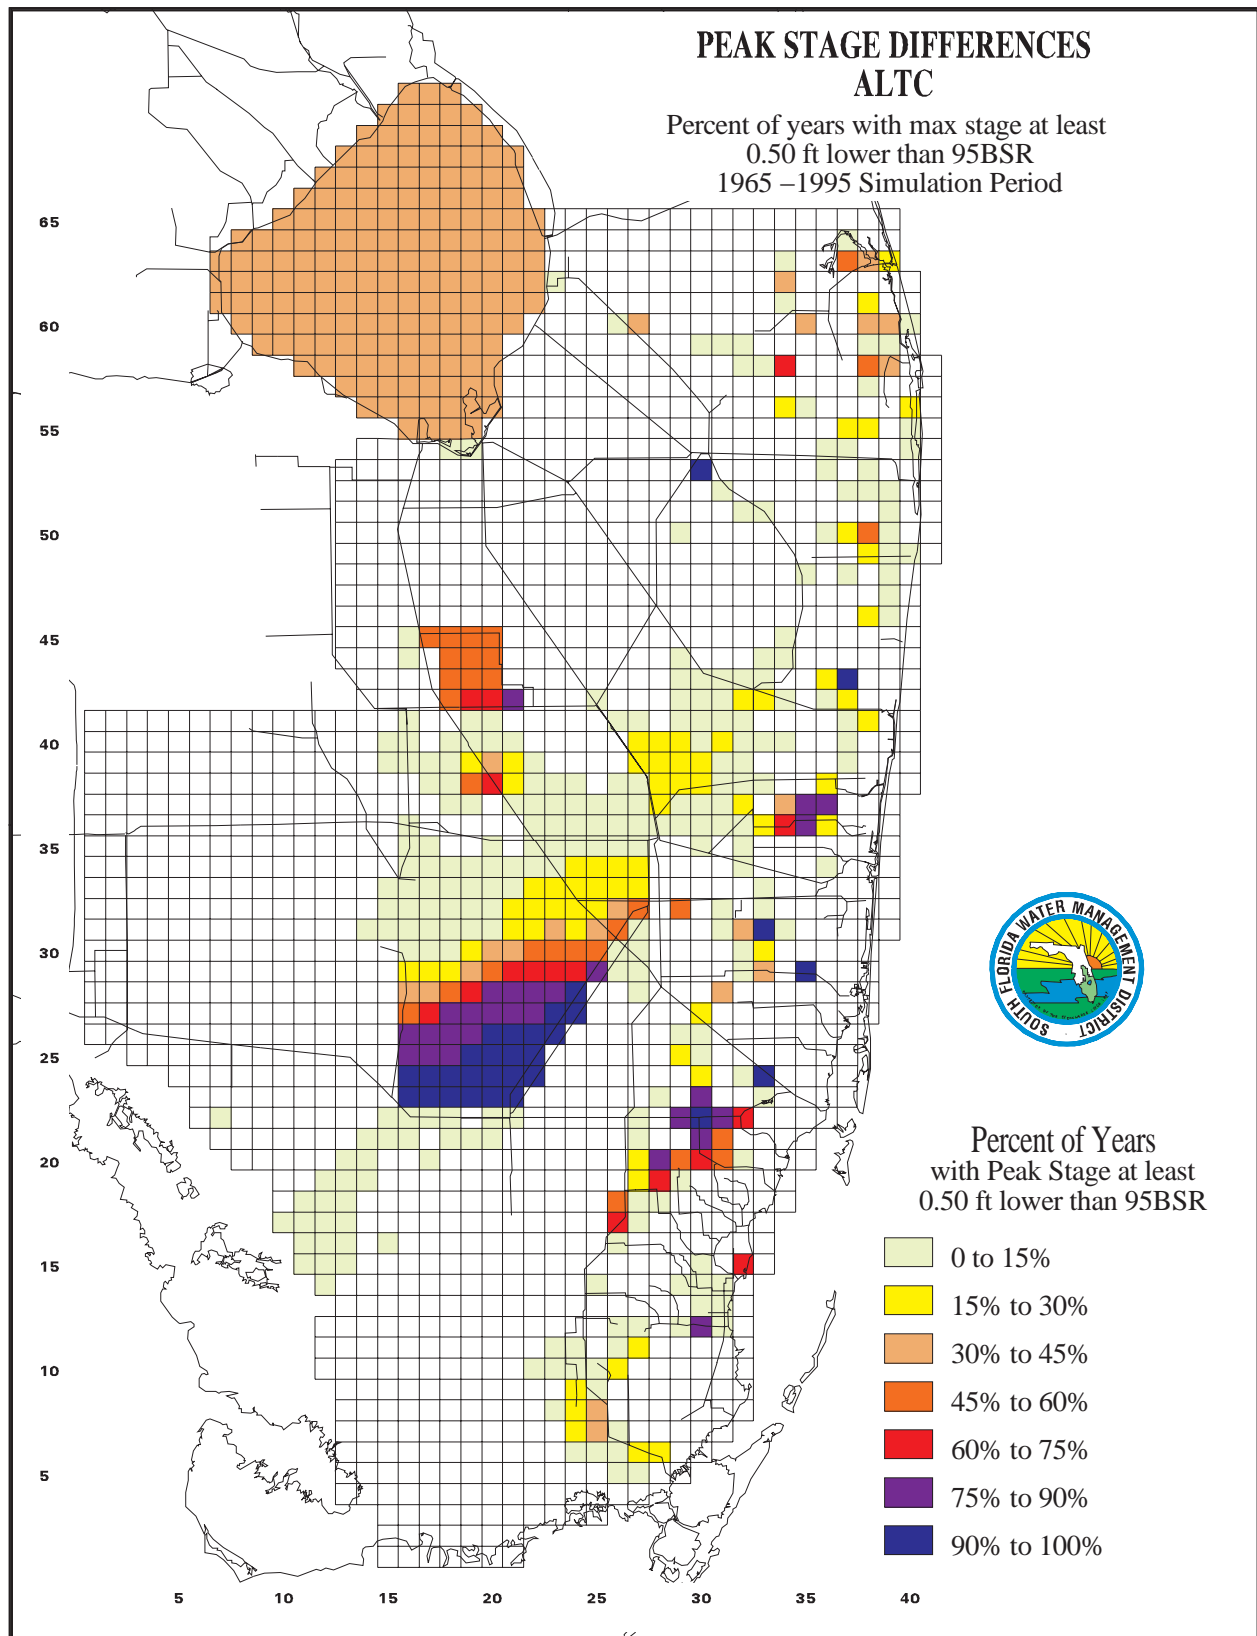 PEAK STAGE DIFFERENCES
ALTC
Percent of years with max stage at least
0.50 ft lower than 95BSR
1965 –1995 Simulation Period
65
60
55
50
45
40
35
30
25
20
15
10
5
SOUTH FLORIDA WATER MANAGEMENT DISTRICT
Percent of Years
with Peak Stage at least
0.50 ft lower than 95BSR
0 to 15%
15% to 30%
30% to 45%
45% to 60%
60% to 75%
75% to 90%
90% to 100%
5 10 15 20 25 30 35 40